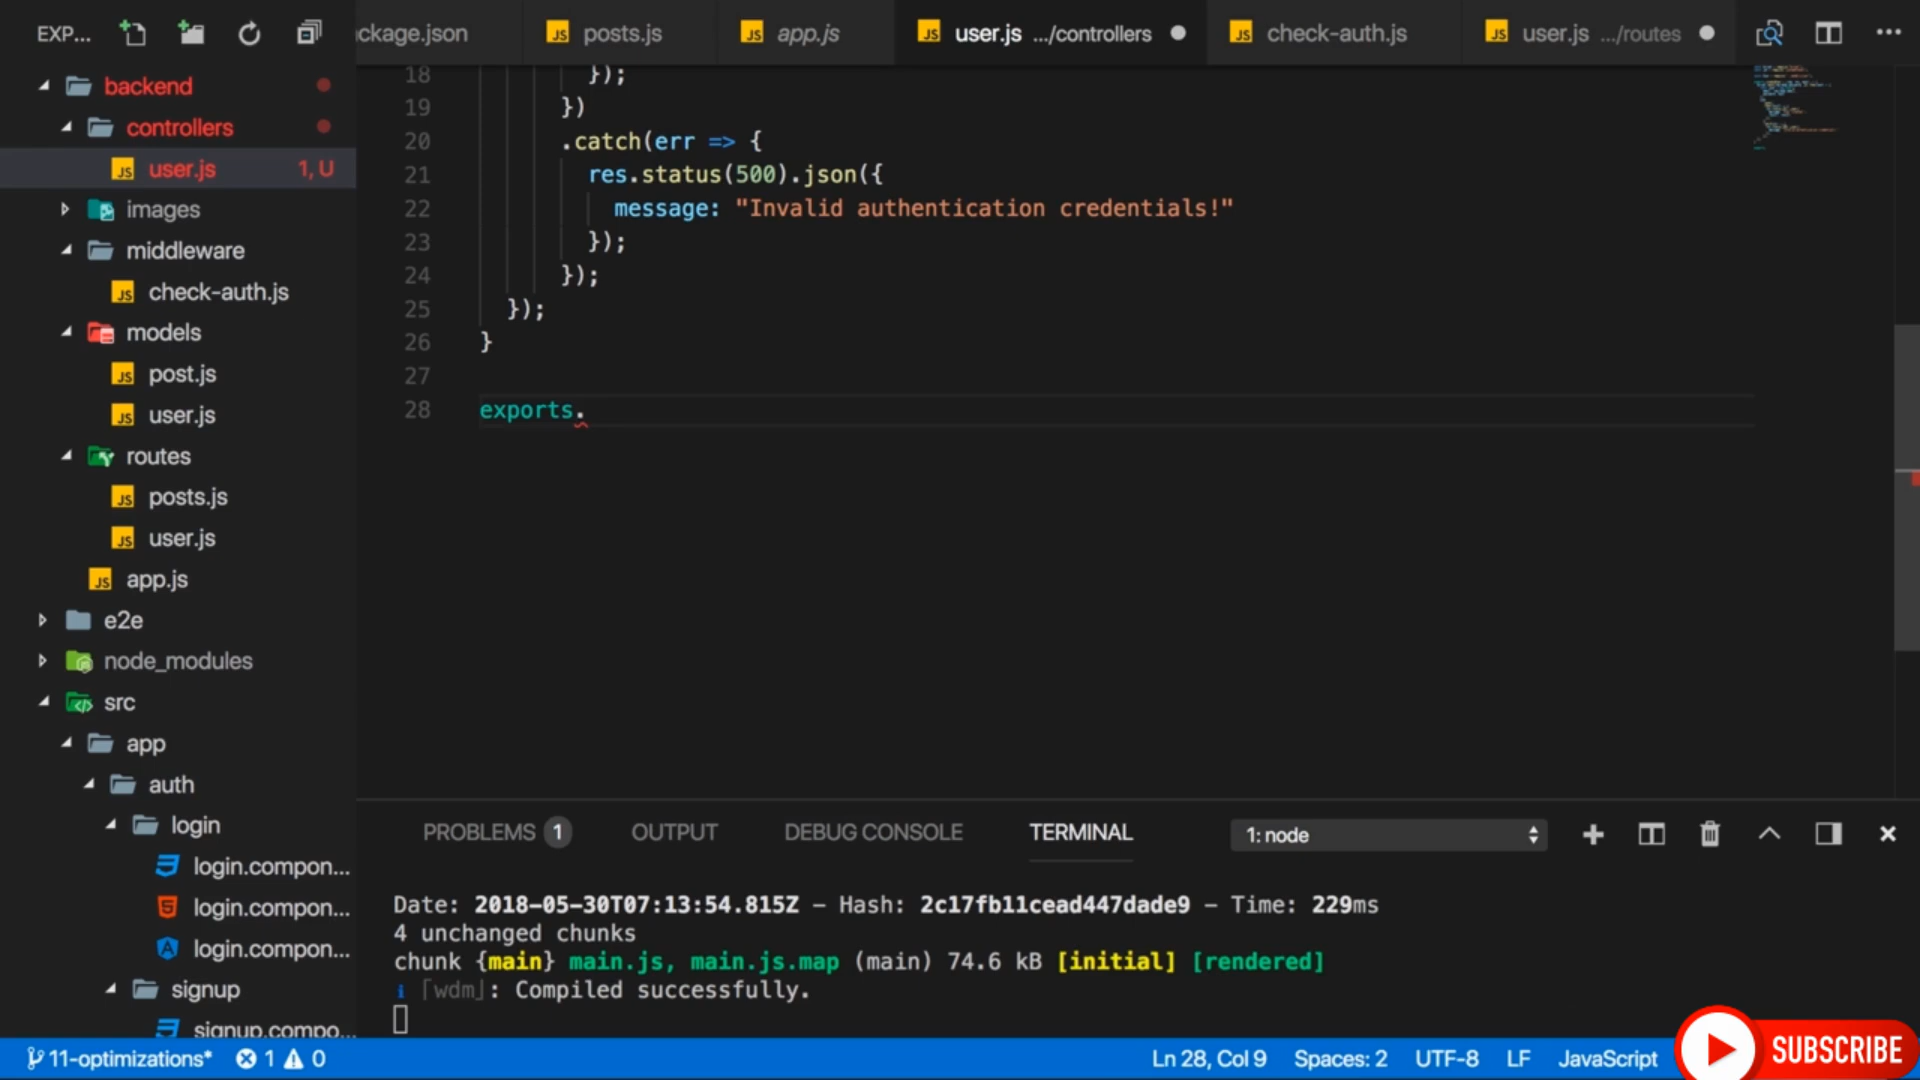 EXP...
ckage.json
posts.js
app.js
user.js .../controllers
check-auth.js
user.js .../routes
backend
controllers
user.js 1, U
images
middleware
check-auth.js
models
post.js
user.js
routes
posts.js
user.js
app.js
e2e
node_modules
src
app
auth
login
login.compon...
login.compon...
login.compon...
signup
signup.compo...
18 });
19 })
20 .catch(err => {
21 res.status(500).json({
22 message: "Invalid authentication credentials!"
23 });
24 });
25 });
26 }
27
28 exports.
PROBLEMS 1 OUTPUT DEBUG CONSOLE TERMINAL 1: node
Date: 2018-05-30T07:13:54.815Z – Hash: 2c17fb11cead447dade9 – Time: 229ms
4 unchanged chunks
chunk {main} main.js, main.js.map (main) 74.6 kB [initial] [rendered]
i ｢wdm｣: Compiled successfully.
11-optimizations* 1 0 Ln 28, Col 9 Spaces: 2 UTF-8 LF JavaScript
SUBSCRIBE